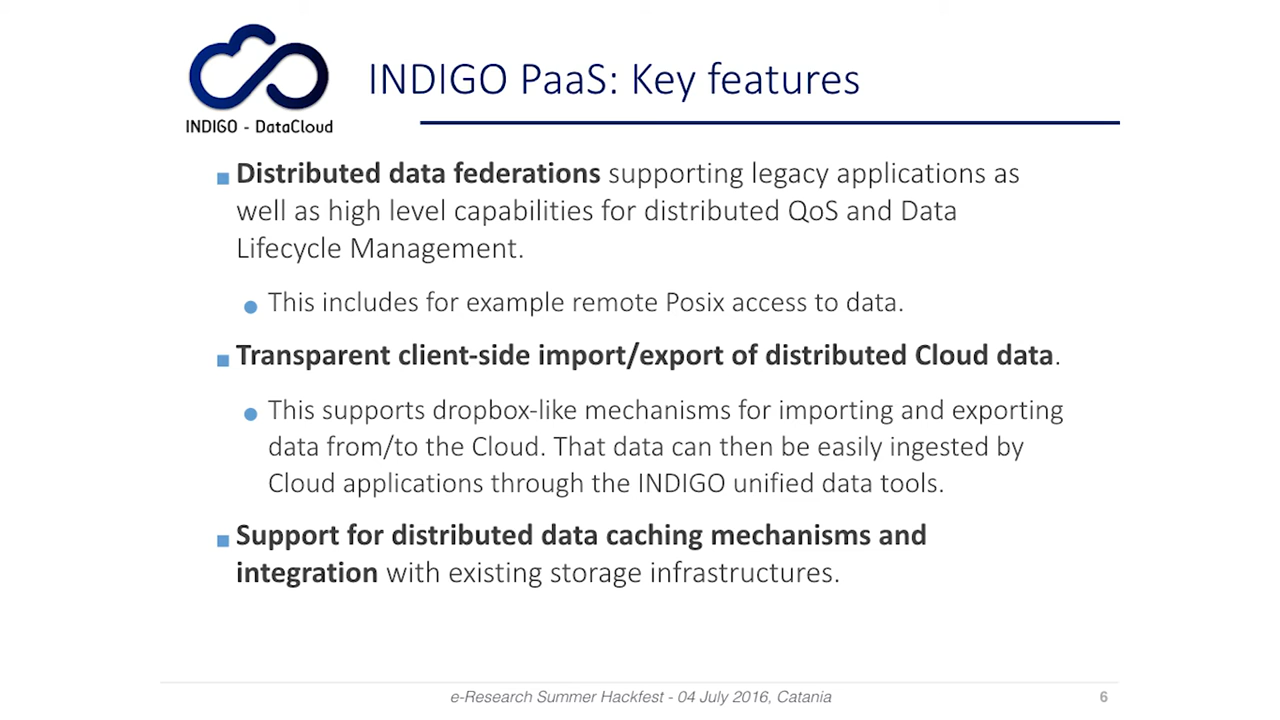 INDIGO - DataCloud
INDIGO PaaS: Key features
Distributed data federations supporting legacy applications as
well as high level capabilities for distributed QoS and Data
Lifecycle Management.
This includes for example remote Posix access to data.
Transparent client-side import/export of distributed Cloud data.
This supports dropbox-like mechanisms for importing and exporting
data from/to the Cloud. That data can then be easily ingested by
Cloud applications through the INDIGO unified data tools.
Support for distributed data caching mechanisms and
integration with existing storage infrastructures.
e-Research Summer Hackfest - 04 July 2016, Catania
6